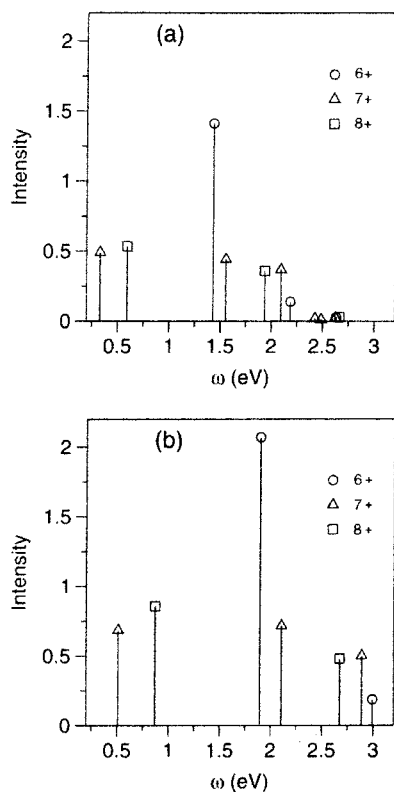 (a)
6+
7+
8+
2
1.5
1
0.5
0
Intensity
0.5 1 1.5 2 2.5 3
ω (eV)
(b)
6+
7+
8+
2
1.5
1
0.5
0
Intensity
0.5 1 1.5 2 2.5 3
ω (eV)